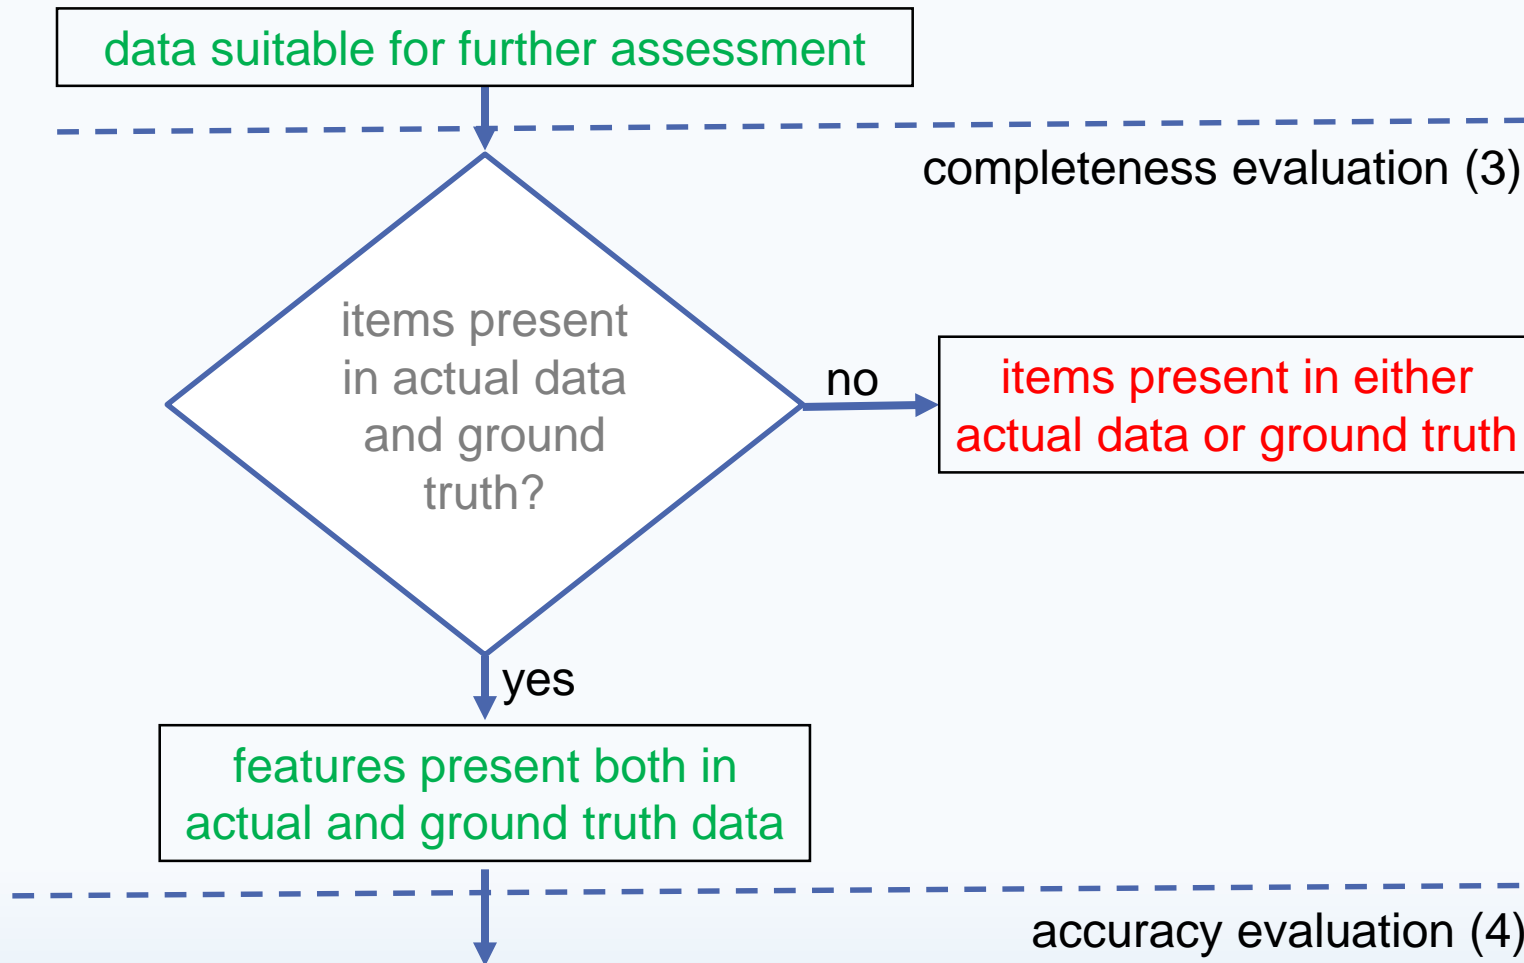 data suitable for further assessment
completeness evaluation (3)
items present
in actual data
and ground
truth?
no
items present in either
actual data or ground truth
yes
features present both in
actual and ground truth data
accuracy evaluation (4)